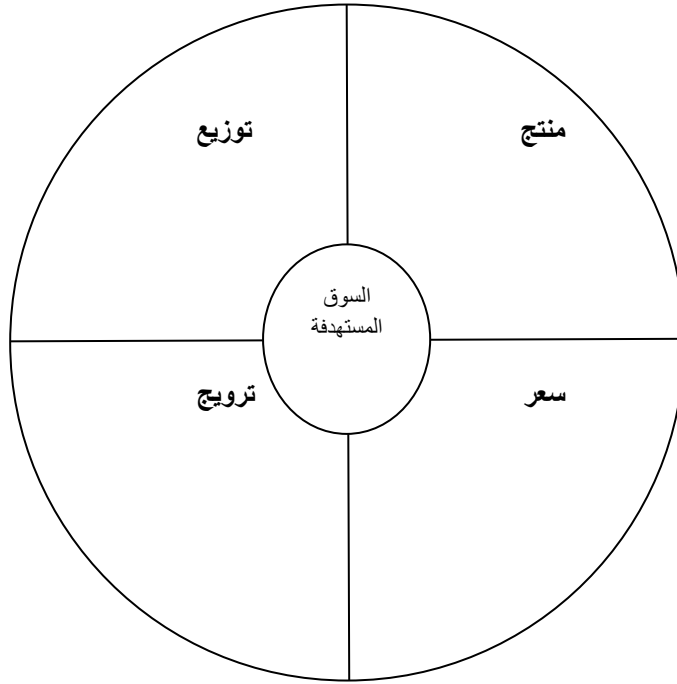 منتج
توزيع
السوق
المستهدفة
سعر
ترويج